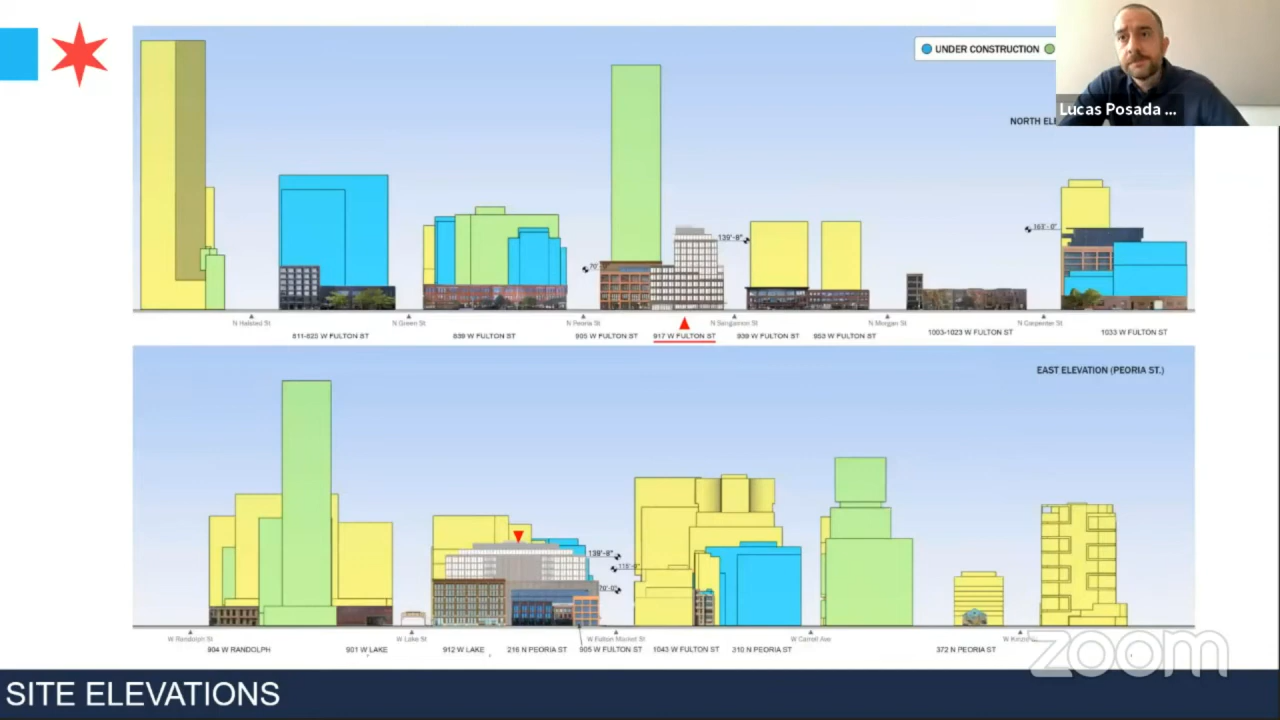 UNDER CONSTRUCTION
Lucas Posada ...
NORTH ELE
139'-8"
163'-0"
70'
N Halsted St
N Green St
N Peoria St
N Sangamon St
N Morgan St
N Carpenter St
811-825 W FULTON ST
839 W FULTON ST
905 W FULTON ST
917 W FULTON ST
939 W FULTON ST
953 W FULTON ST
1003-1023 W FULTON ST
1033 W FULTON ST
EAST ELEVATION (PEORIA ST.)
139'-8"
70'-0"
W Randolph St
W Lake St
W Fulton Market St
W Carroll Ave
904 W RANDOLPH
901 W LAKE
912 W LAKE
216 N PEORIA ST
905 W FULTON ST
1043 W FULTON ST
310 N PEORIA ST
372 N PEORIA ST
zoom
SITE ELEVATIONS